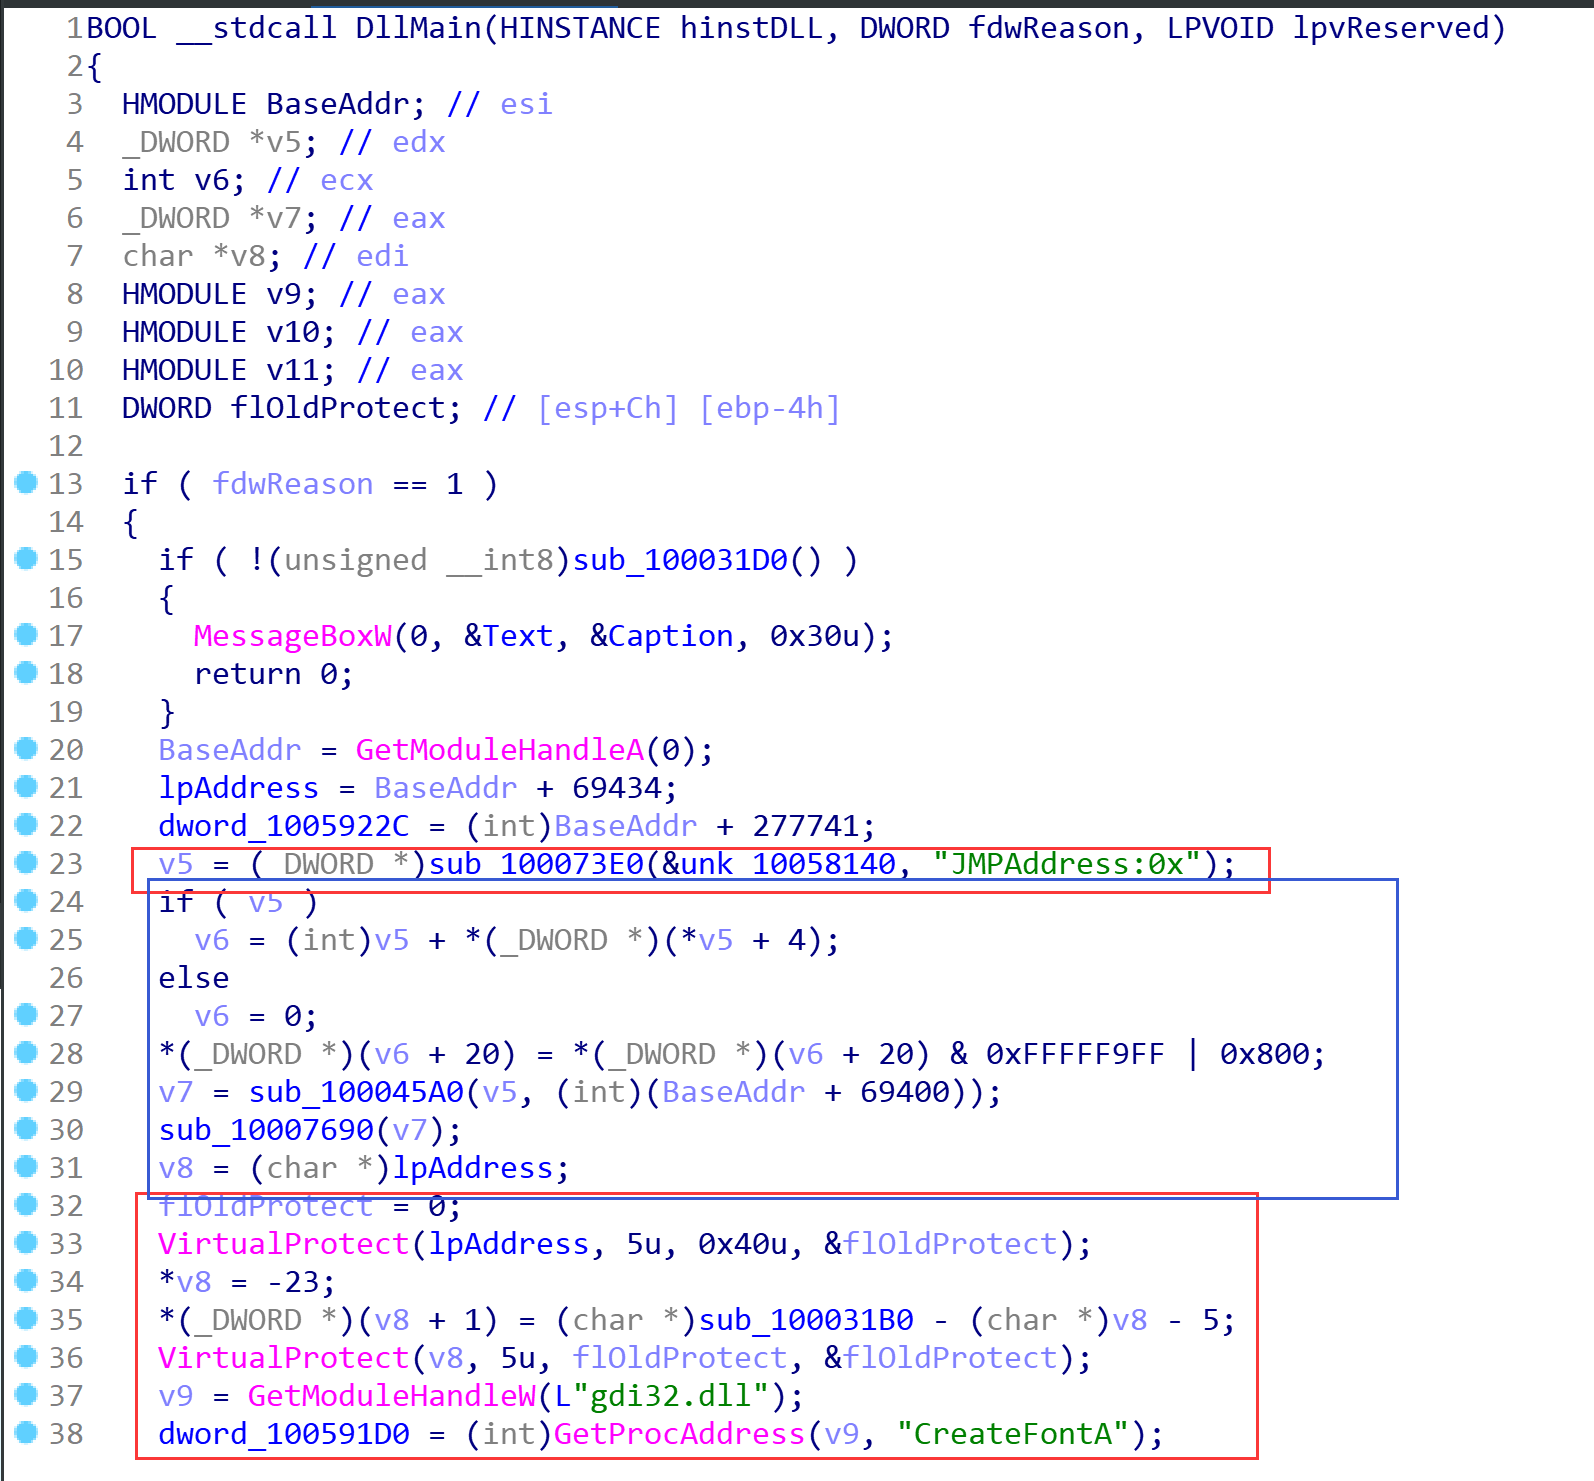 1 BOOL __stdcall DllMain(HINSTANCE hinstDLL, DWORD fdwReason, LPVOID lpvReserved)
2 {
3 HMODULE BaseAddr; // esi
4 _DWORD *v5; // edx
5 int v6; // ecx
6 _DWORD *v7; // eax
7 char *v8; // edi
8 HMODULE v9; // eax
9 HMODULE v10; // eax
10 HMODULE v11; // eax
11 DWORD flOldProtect; // [esp+Ch] [ebp-4h]
12
13 if ( fdwReason == 1 )
14 {
15 if ( !(unsigned __int8)sub_100031D0() )
16 {
17 MessageBoxW(0, &Text, &Caption, 0x30u);
18 return 0;
19 }
20 BaseAddr = GetModuleHandleA(0);
21 lpAddress = BaseAddr + 69434;
22 dword_1005922C = (int)BaseAddr + 277741;
23 v5 = (_DWORD *)sub_100073E0(&unk_10058140, "JMPAddress:0x");
24 if ( v5 )
25 v6 = (int)v5 + *(_DWORD *)(*v5 + 4);
26 else
27 v6 = 0;
28 *(_DWORD *)(v6 + 20) = *(_DWORD *)(v6 + 20) & 0xFFFFF9FF | 0x800;
29 v7 = sub_100045A0(v5, (int)(BaseAddr + 69400));
30 sub_10007690(v7);
31 v8 = (char *)lpAddress;
32 flOldProtect = 0;
33 VirtualProtect(lpAddress, 5u, 0x40u, &flOldProtect);
34 *v8 = -23;
35 *(_DWORD *)(v8 + 1) = (char *)sub_100031B0 - (char *)v8 - 5;
36 VirtualProtect(v8, 5u, flOldProtect, &flOldProtect);
37 v9 = GetModuleHandleW(L"gdi32.dll");
38 dword_100591D0 = (int)GetProcAddress(v9, "CreateFontA");